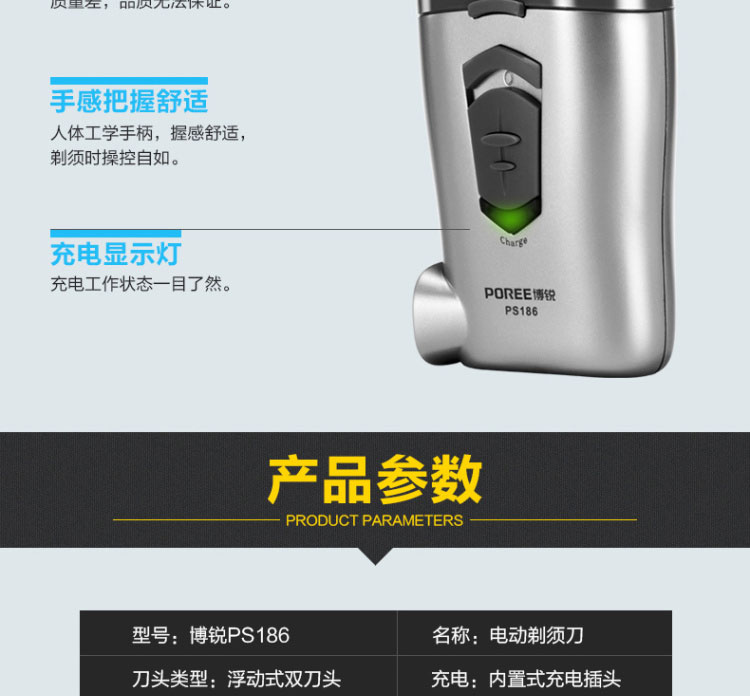 质量差，品质无法保证。
手感把握舒适
人体工学手柄，握感舒适，
剃须时操控自如。
充电显示灯
充电工作状态一目了然。
0
Charge
POREE博锐
PS186
产品参数
PRODUCT PARAMETERS
型号：博锐PS186
名称：电动剃须刀
刀头类型：浮动式双刀头
充电：内置式充电插头